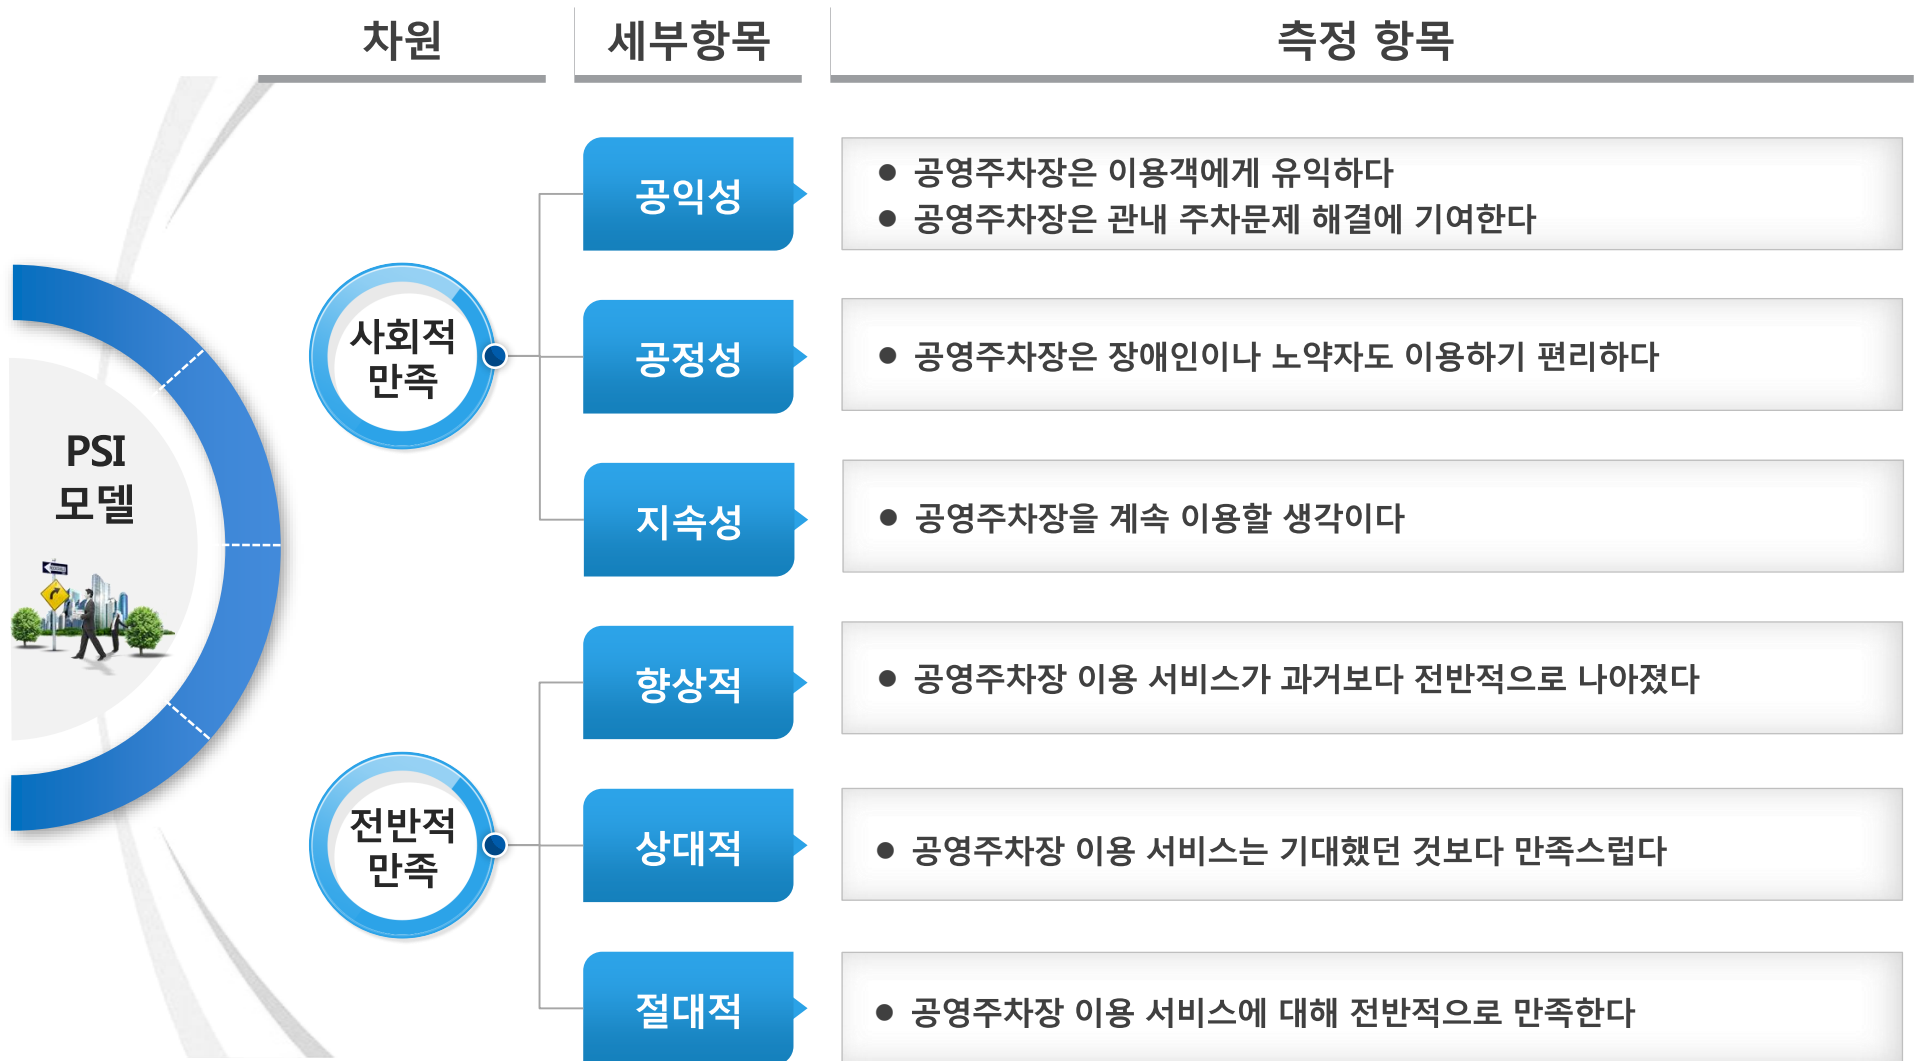 차원
세부항목
측정 항목
PSI
모델
사회적
만족
공익성
● 공영주차장은 이용객에게 유익하다
● 공영주차장은 관내 주차문제 해결에 기여한다
공정성
● 공영주차장은 장애인이나 노약자도 이용하기 편리하다
지속성
● 공영주차장을 계속 이용할 생각이다
전반적
만족
향상적
● 공영주차장 이용 서비스가 과거보다 전반적으로 나아졌다
상대적
● 공영주차장 이용 서비스는 기대했던 것보다 만족스럽다
절대적
● 공영주차장 이용 서비스에 대해 전반적으로 만족한다